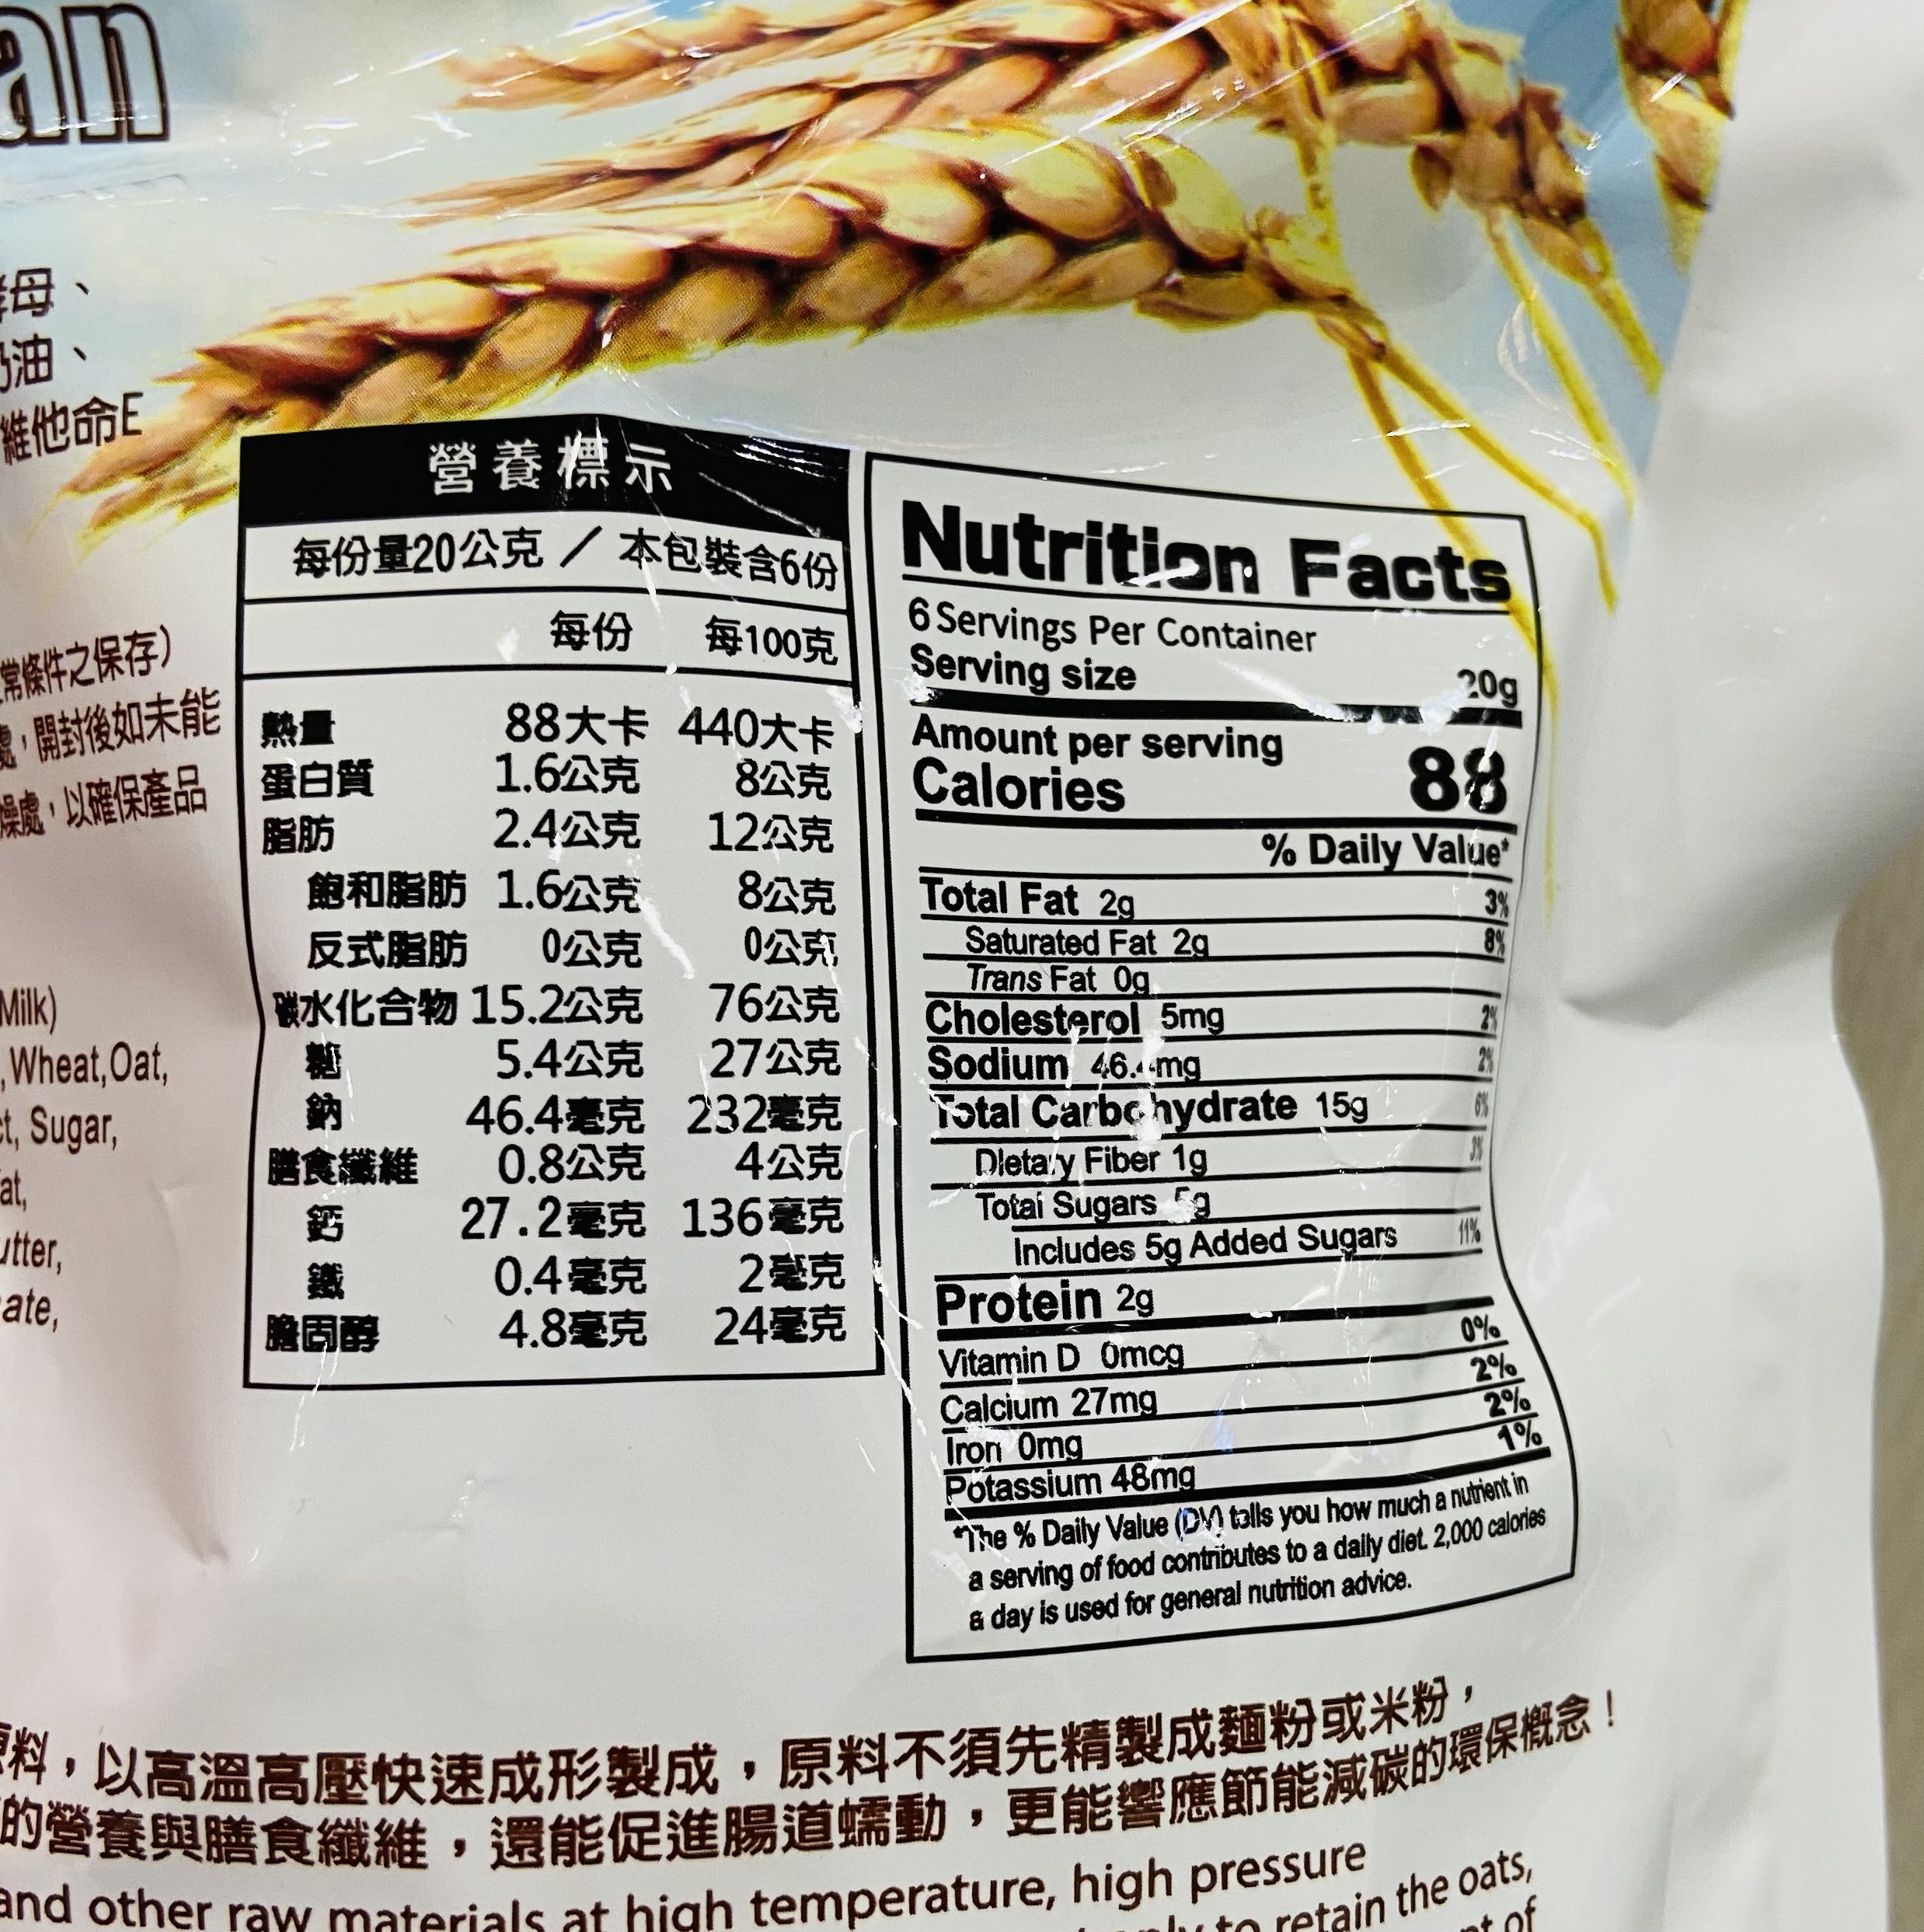 an
母、
油、
維他命E
常條件之保存)
處，開封後如未能
燥處，以確保產品
Milk)
, Wheat,Oat,
t, Sugar,
at,
utter,
ate,
營養標示
每份量20公克 / 本包裝含6份
每份 每100克
熱量 88大卡 440大卡
蛋白質 1.6公克 8公克
脂肪 2.4公克 12公克
飽和脂肪 1.6公克 8公克
反式脂肪 0公克 0公克
碳水化合物 15.2公克 76公克
糖 5.4公克 27公克
鈉 46.4毫克 232毫克
膳食纖維 0.8公克 4公克
鈣 27.2毫克 136毫克
鐵 0.4毫克 2毫克
膽固醇 4.8毫克 24毫克
Nutrition Facts
6 Servings Per Container
Serving size 20g
Amount per serving
Calories 88
% Daily Value*
Total Fat 2g 3%
Saturated Fat 2g 8%
Trans Fat 0g
Cholesterol 5mg 2%
Sodium 46.4mg 2%
Total Carbohydrate 15g 6%
Dietary Fiber 1g 3%
Total Sugars 5g
Includes 5g Added Sugars 11%
Protein 2g
Vitamin D 0mcg 0%
Calcium 27mg 2%
Iron 0mg 2%
Potassium 48mg 1%
*The % Daily Value (DV) tells you how much a nutrient in
a serving of food contributes to a daily diet. 2,000 calories
a day is used for general nutrition advice.
料，以高溫高壓快速成形製成，原料不須先精製成麵粉或米粉，
的營養與膳食纖維，還能促進腸道蠕動，更能響應節能減碳的環保概念！
and other raw materials at high temperature, high pressure
to retain the oats,
of